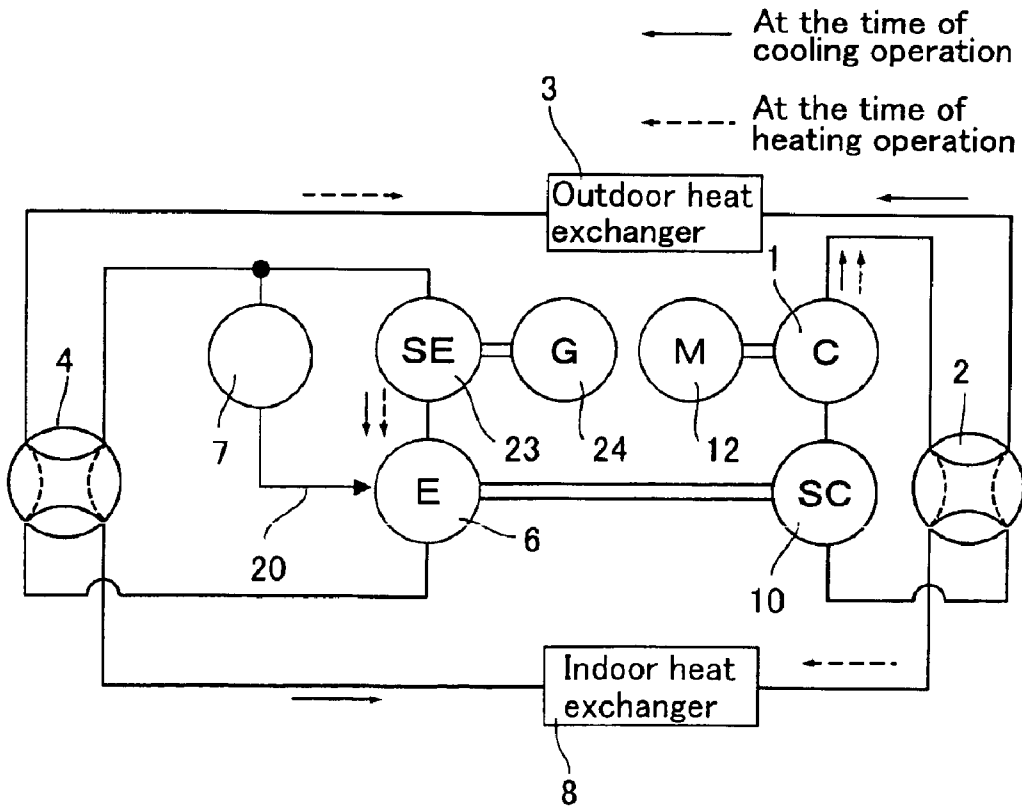 At the time of
cooling operation
At the time of
heating operation
3
Outdoor heat
exchanger
1
SE
G
M
C
4
2
7
23
24
12
E
SC
20
6
10
Indoor heat
exchanger
8